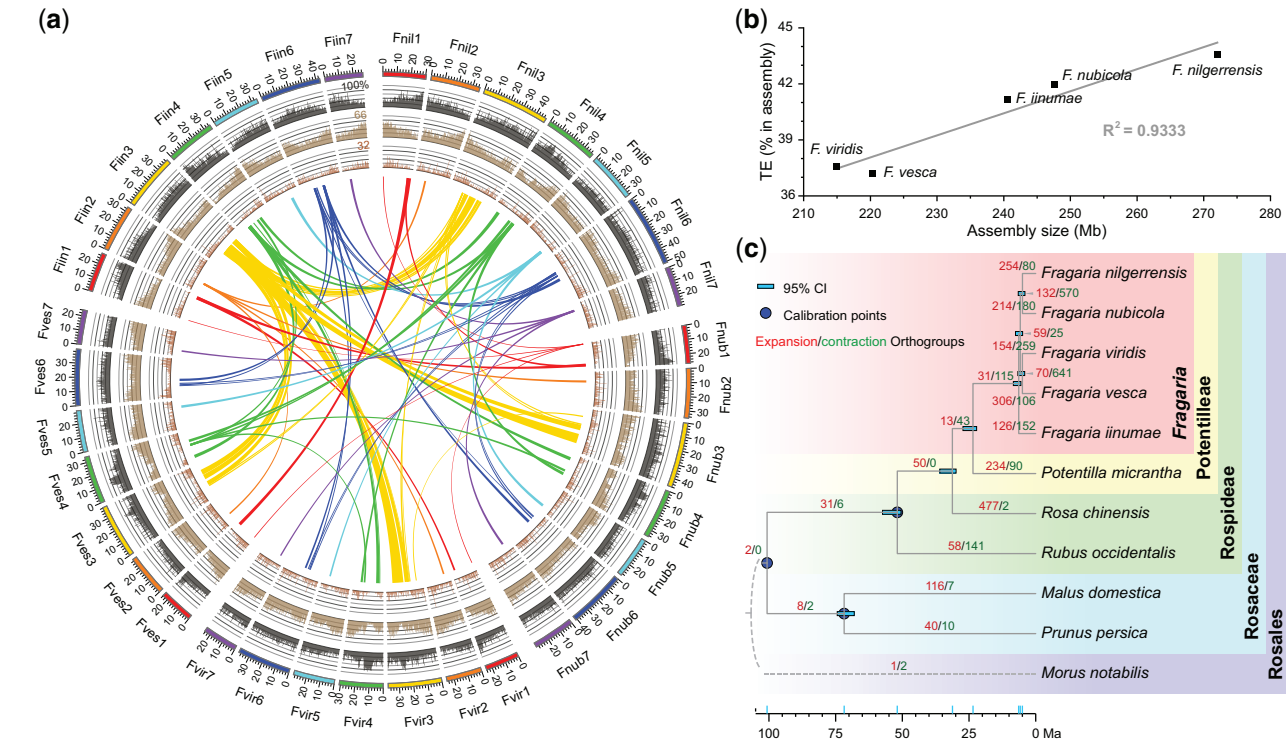 (a)
Fnil1
Fnil2
Fnil3
Fnil4
Fnil5
Fnil6
Fnil7
Fnub1
Fnub2
Fnub3
Fnub4
Fnub5
Fnub6
Fnub7
Fvir1
Fvir2
Fvir3
Fvir4
Fvir5
Fvir6
Fvir7
Fves1
Fves2
Fves3
Fves4
Fves5
Fves6
Fves7
Fiin1
Fiin2
Fiin3
Fiin4
Fiin5
Fiin6
Fiin7
100%
66
32
(b)
TE (% in assembly)
45
42
39
36
F. viridis
F. vesca
F. iinumae
F. nubicola
F. nilgerrensis
R2 = 0.9333
210 220 230 240 250 260 270 280
Assembly size (Mb)
(c)
95% CI
Calibration points
Expansion/contraction Orthogroups
254/80
Fragaria nilgerrensis
132/570
214/180
Fragaria nubicola
59/25
154/259
Fragaria viridis
70/641
31/115
306/106
Fragaria vesca
126/152
Fragaria iinumae
13/43
234/90
Potentilla micrantha
50/0
477/2
Rosa chinensis
31/6
58/141
Rubus occidentalis
2/0
116/7
Malus domestica
8/2
40/10
Prunus persica
1/2
Morus notabilis
Fragaria
Potentilleae
Rospideae
Rosaceae
Rosales
100 75 50 25 0 Ma